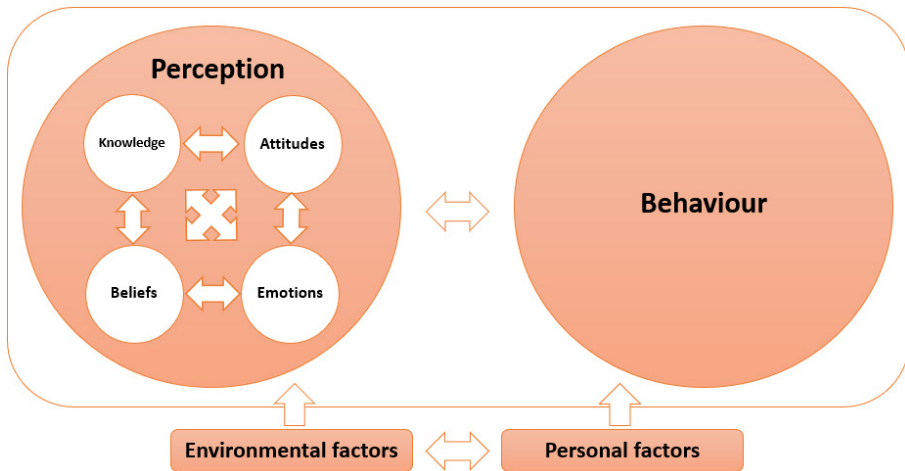 Perception
Knowledge
Attitudes
Beliefs
Emotions
Behaviour
Environmental factors
Personal factors